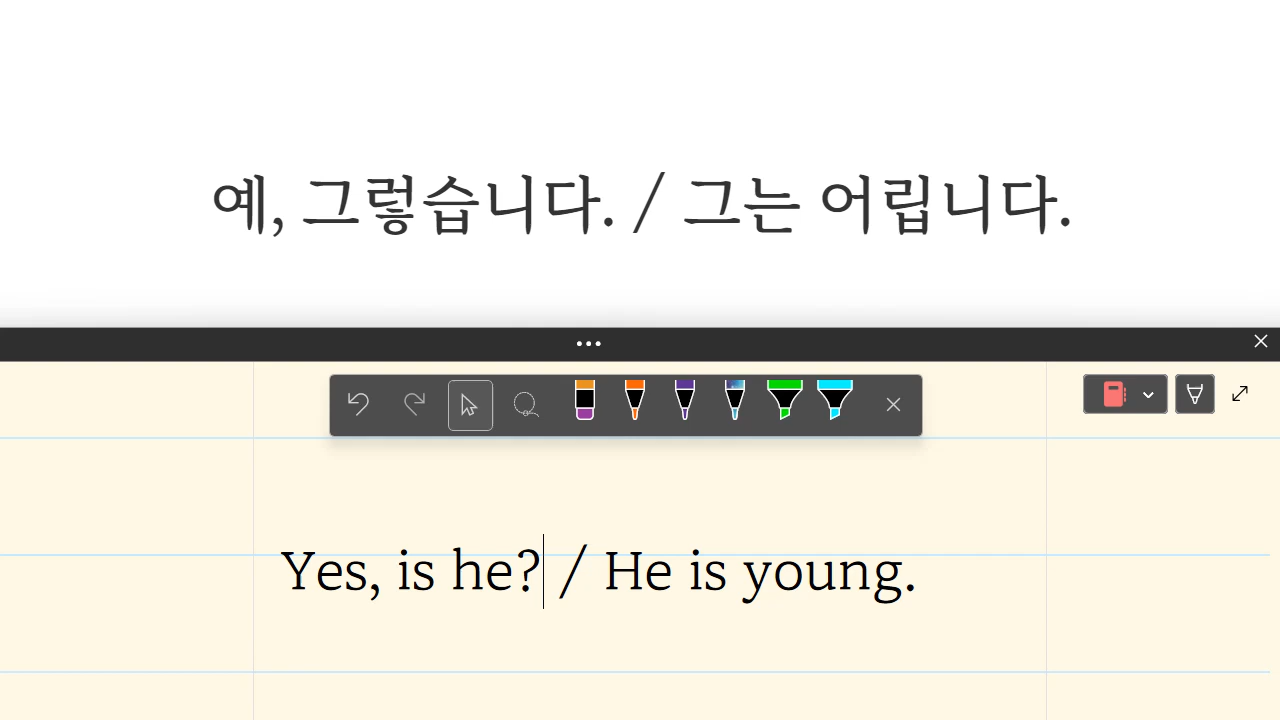 예, 그렇습니다. / 그는 어립니다.
Yes, is he? / He is young.